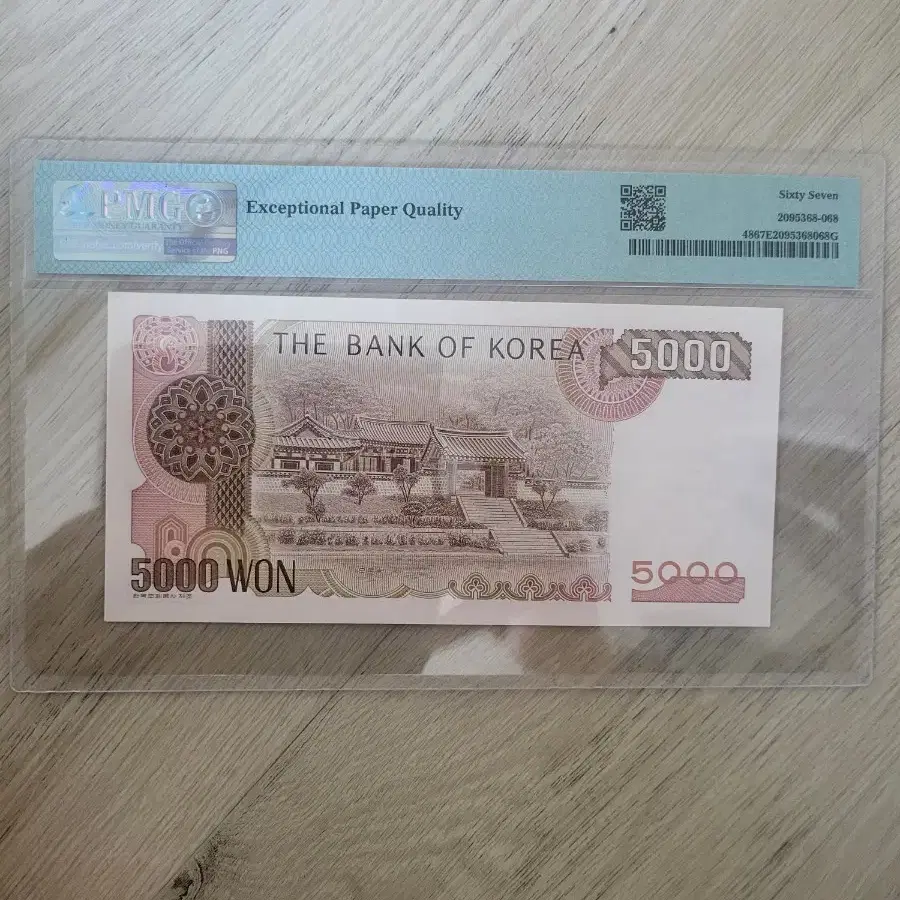 PMG
Exceptional Paper Quality
Sixty Seven
2095368-068
4867E2095368068G
THE BANK OF KOREA
5000
5000 WON
5000